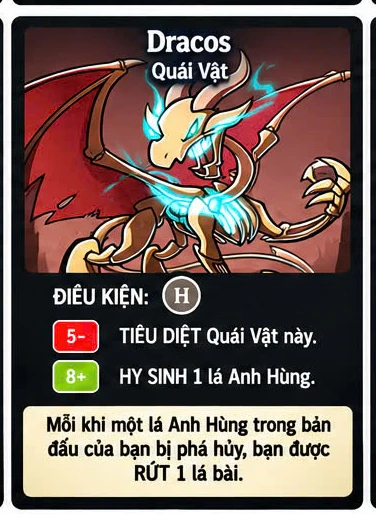 Dracos
Quái Vật
ĐIỀU KIỆN: H
5- TIÊU DIỆT Quái Vật này.
8+ HY SINH 1 lá Anh Hùng.
Mỗi khi một lá Anh Hùng trong bản
đấu của bạn bị phá hủy, bạn được
RÚT 1 lá bài.